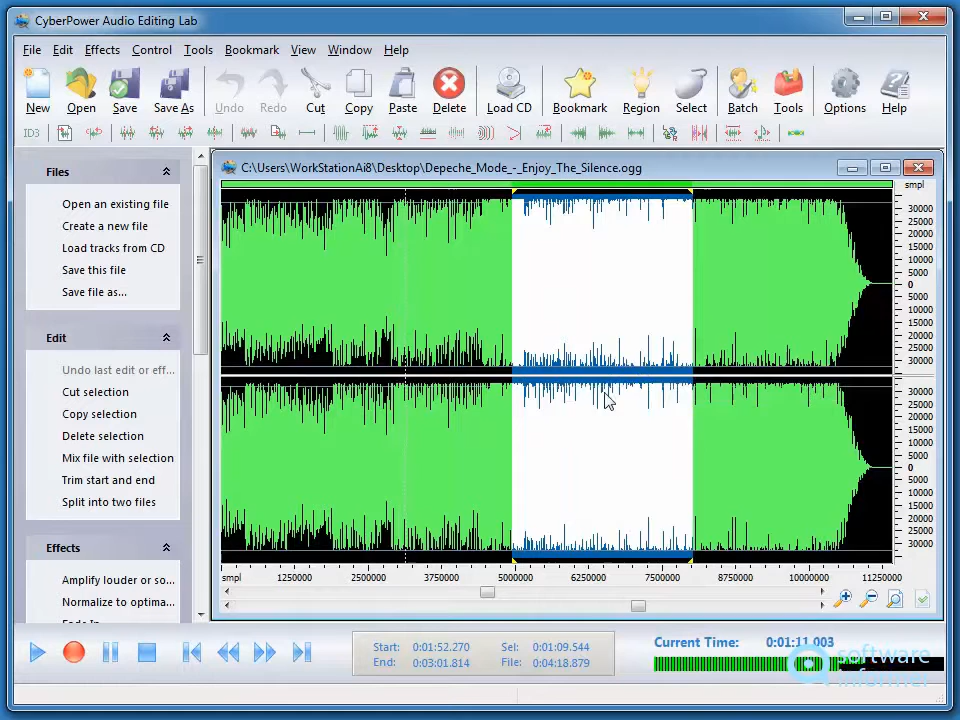 CyberPower Audio Editing Lab
File Edit Effects Control Tools Bookmark View Window Help
New Open Save Save As Undo Redo Cut Copy Paste Delete Load CD Bookmark Region Select Batch Tools Options Help
ID3
Files
Open an existing file
Create a new file
Load tracks from CD
Save this file
Save file as...
Edit
Undo last edit or eff...
Cut selection
Copy selection
Delete selection
Mix file with selection
Trim start and end
Split into two files
Effects
Amplify louder or so...
Normalize to optima...
C:\Users\WorkStationAi8\Desktop\Depeche_Mode_-_Enjoy_The_Silence.ogg
smpl
30000
25000
20000
15000
10000
5000
0
5000
10000
15000
20000
25000
30000
30000
25000
20000
15000
10000
5000
0
5000
10000
15000
20000
25000
30000
smpl 1250000 2500000 3750000 5000000 6250000 7500000 8750000 10000000 11250000
Start: 0:01:52.270 Sel: 0:01:09.544
End: 0:03:01.814 File: 0:04:18.879
Current Time: 0:01:11.003
software
informer